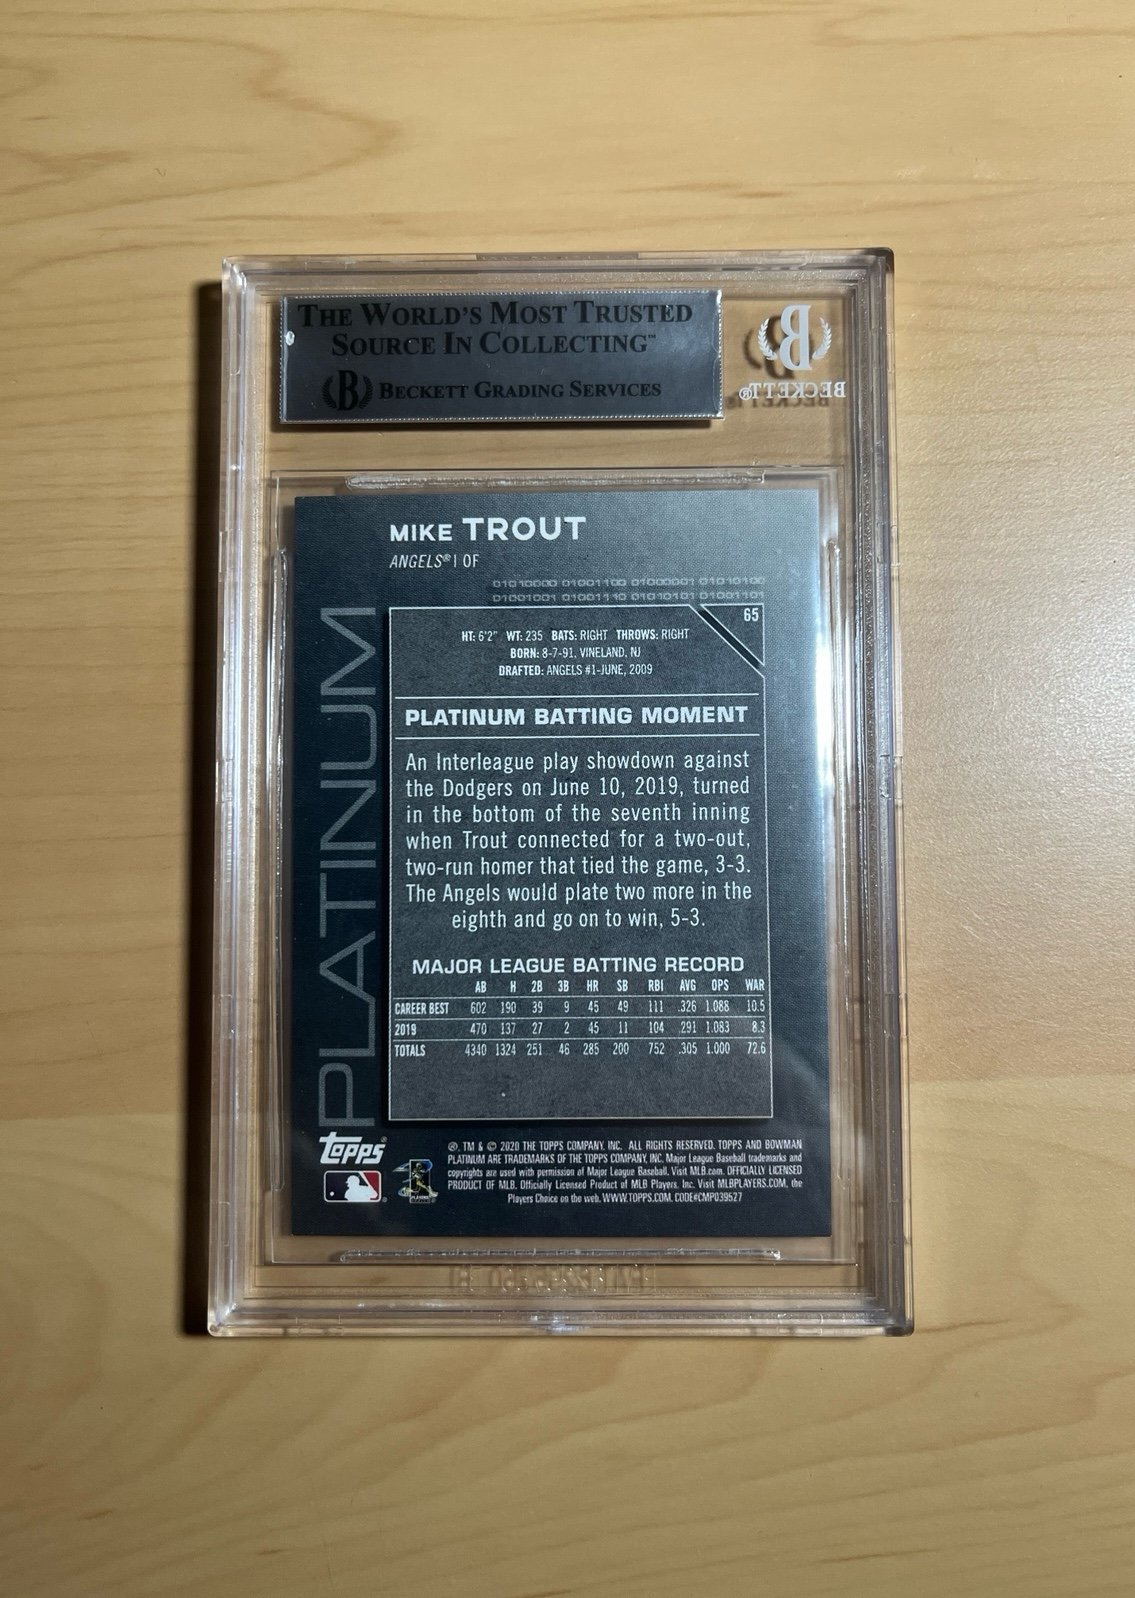 THE WORLD'S MOST TRUSTED
SOURCE IN COLLECTING™
B BECKETT GRADING SERVICES
B
BECKETT®
MIKE TROUT
ANGELS® | OF
01010000 01001100 01000001 01010100
01001001 01001110 01010101 01001101
PLATINUM
65
HT: 6'2" WT: 235 BATS: RIGHT THROWS: RIGHT
BORN: 8-7-91, VINELAND, NJ
DRAFTED: ANGELS #1-JUNE, 2009
PLATINUM BATTING MOMENT
An Interleague play showdown against
the Dodgers on June 10, 2019, turned
in the bottom of the seventh inning
when Trout connected for a two-out,
two-run homer that tied the game, 3-3.
The Angels would plate two more in the
eighth and go on to win, 5-3.
MAJOR LEAGUE BATTING RECORD
AB H 2B 3B HR SB RBI AVG OPS WAR
CAREER BEST 602 190 39 9 45 49 111 .326 1.088 10.5
2019 470 137 27 2 45 11 104 .291 1.083 8.3
TOTALS 4340 1324 251 46 285 200 752 .305 1.000 72.6
topps®
®, TM & © 2020 THE TOPPS COMPANY, INC. ALL RIGHTS RESERVED. TOPPS AND BOWMAN
PLATINUM ARE TRADEMARKS OF THE TOPPS COMPANY, INC. Major League Baseball trademarks and
copyrights are used with permission of Major League Baseball. Visit MLB.com. OFFICIALLY LICENSED
PRODUCT OF MLB. Officially Licensed Product of MLB Players, Inc. Visit MLBPLAYERS.COM, the
Players Choice on the web. WWW.TOPPS.COM. CODE#CMP039527